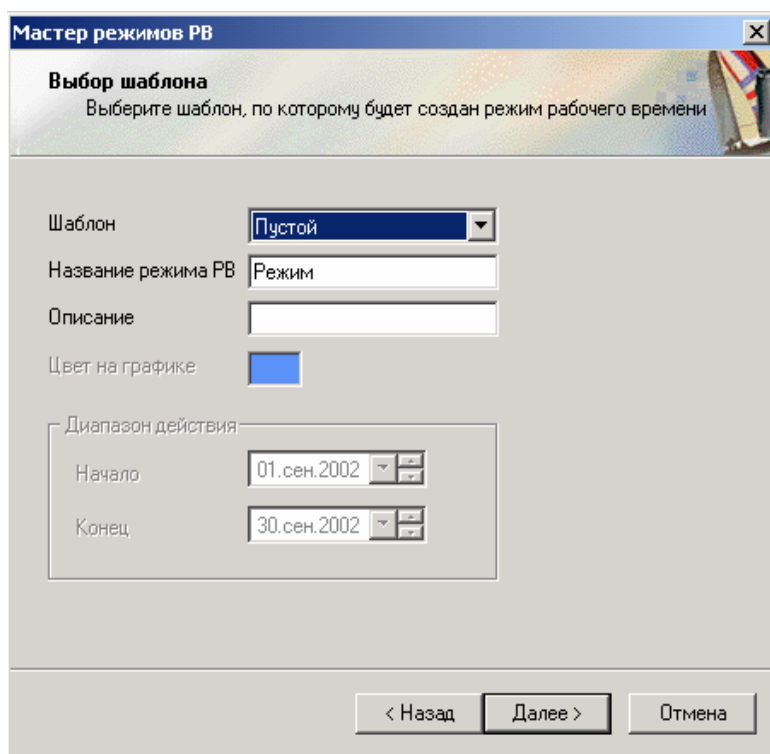 Мастер режимов РВ
Выбор шаблона
Выберите шаблон, по которому будет создан режим рабочего времени
Шаблон Пустой
Название режима РВ Режим
Описание
Цвет на графике
Диапазон действия
Начало 01.сен.2002
Конец 30.сен.2002
< Назад Далее > Отмена